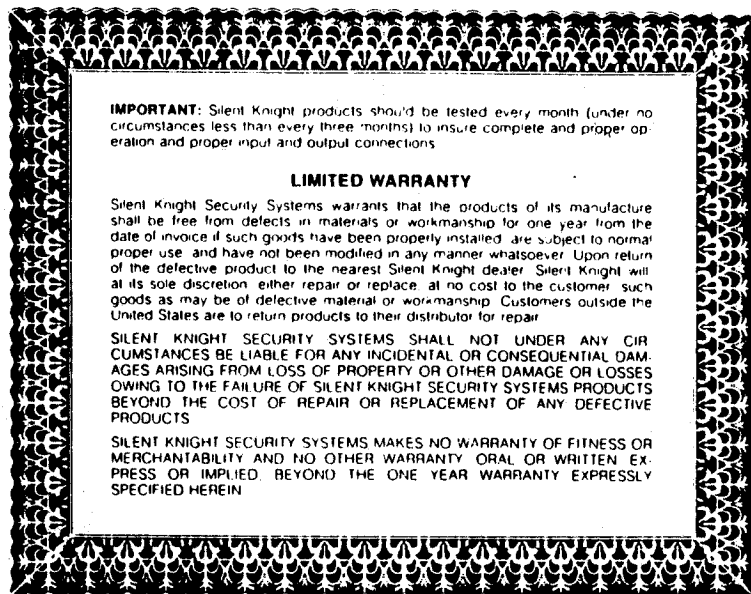 IMPORTANT: Silent Knight products should be tested every month (under no
circumstances less than every three months) to insure complete and proper op-
eration and proper input and output connections
LIMITED WARRANTY
Silent Knight Security Systems warrants that the products of its manufacture
shall be free from defects in materials or workmanship for one year from the
date of invoice if such goods have been properly installed are subject to normal
proper use and have not been modified in any manner whatsoever. Upon return
of the defective product to the nearest Silent Knight dealer Silent Knight will
at its sole discretion either repair or replace at no cost to the customer such
goods as may be of defective material or workmanship Customers outside the
United States are to return products to their distributor for repair
SILENT KNIGHT SECURITY SYSTEMS SHALL NOT UNDER ANY CIR
CUMSTANCES BE LIABLE FOR ANY INCIDENTAL OR CONSEQUENTIAL DAM-
AGES ARISING FROM LOSS OF PROPERTY OR OTHER DAMAGE OR LOSSES
OWING TO THE FAILURE OF SILENT KNIGHT SECURITY SYSTEMS PRODUCTS
BEYOND THE COST OF REPAIR OR REPLACEMENT OF ANY DEFECTIVE
PRODUCTS
SILENT KNIGHT SECURITY SYSTEMS MAKES NO WARRANTY OF FITNESS OR
MERCHANTABILITY AND NO OTHER WARRANTY ORAL OR WRITTEN EX-
PRESS OR IMPLIED, BEYOND THE ONE YEAR WARRANTY EXPRESSLY
SPECIFIED HEREIN